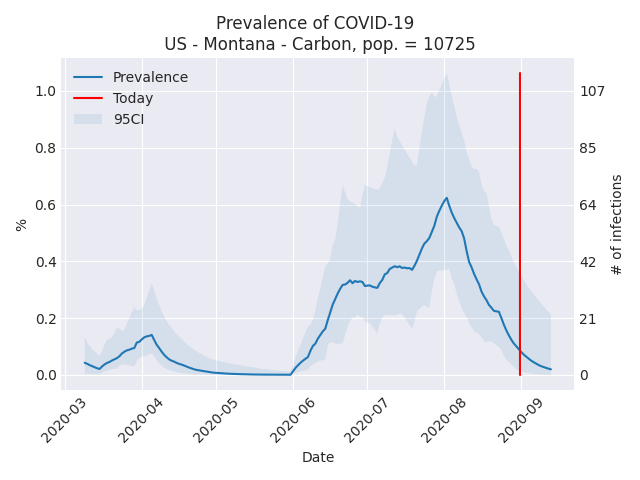 Prevalence of COVID-19
US - Montana - Carbon, pop. = 10725
Prevalence
Today
95CI
1.0
0.8
0.6
0.4
0.2
0.0
%
107
85
64
42
21
0
# of infections
2020-03
2020-04
2020-05
2020-06
2020-07
2020-08
2020-09
Date